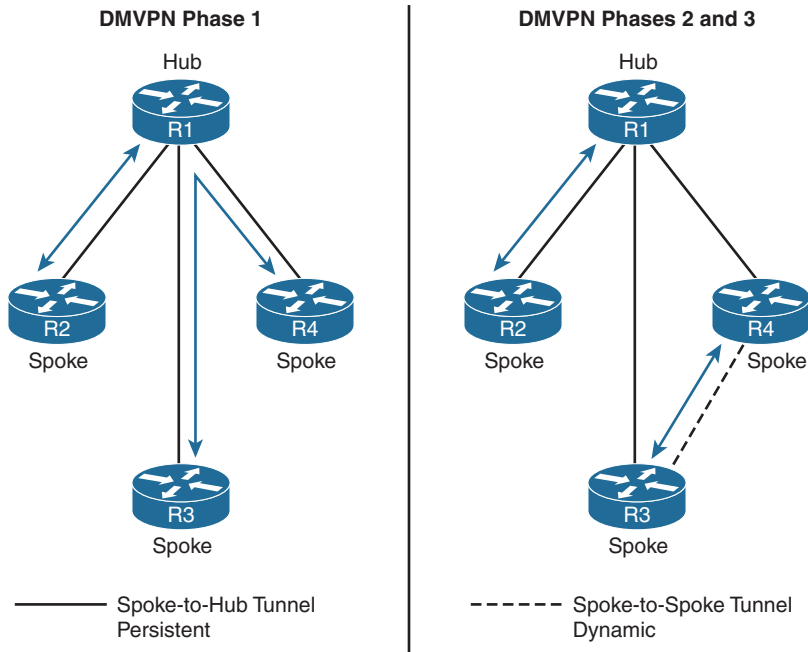 DMVPN Phase 1
Hub
R1
R2
Spoke
R4
Spoke
R3
Spoke
Spoke-to-Hub Tunnel
Persistent
DMVPN Phases 2 and 3
Hub
R1
R2
Spoke
R4
Spoke
R3
Spoke
Spoke-to-Spoke Tunnel
Dynamic